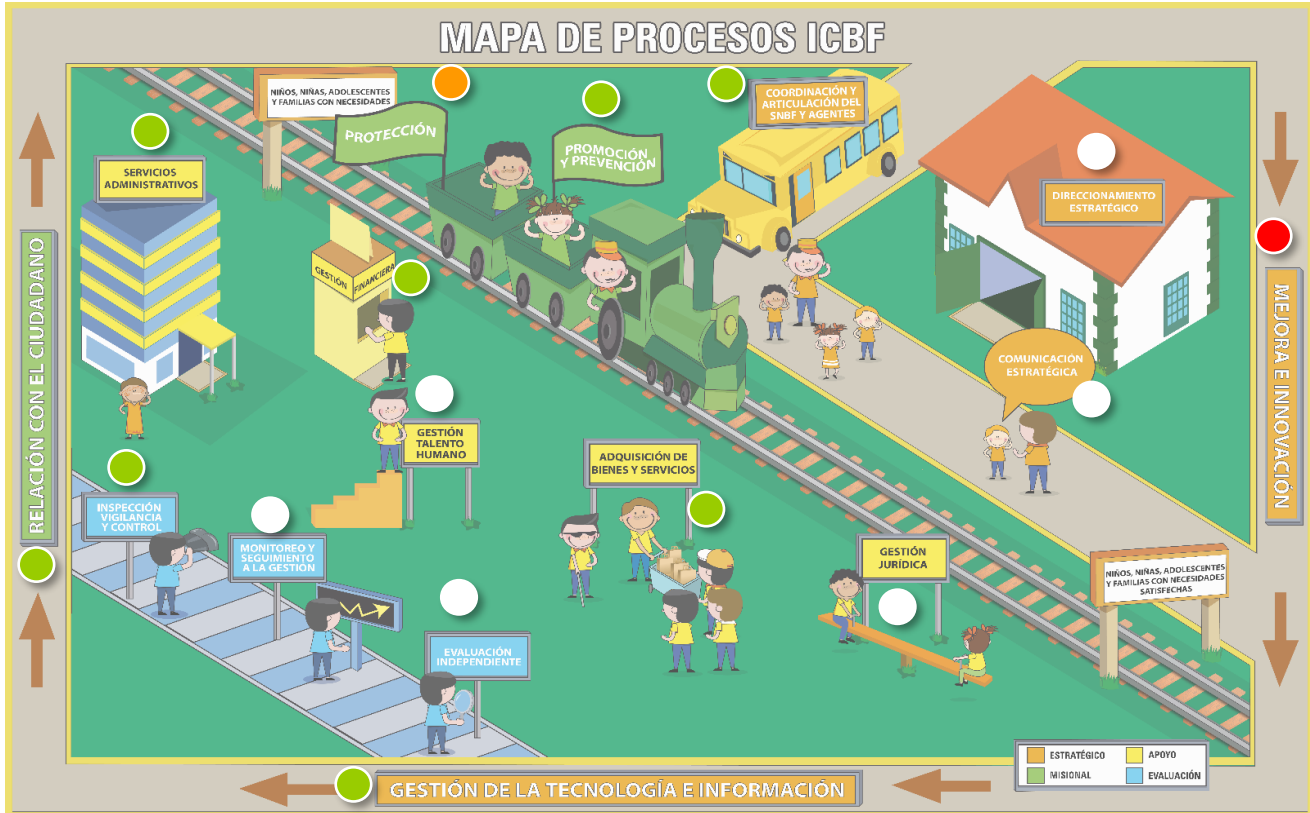 MAPA DE PROCESOS ICBF
NIÑOS, NIÑAS, ADOLESCENTES
Y FAMILIAS CON NECESIDADES
PROTECCIÓN
PROMOCIÓN
Y PREVENCIÓN
COORDINACIÓN Y
ARTICULACIÓN DEL
SNBF Y AGENTES
SERVICIOS
ADMINISTRATIVOS
DIRECCIONAMIENTO
ESTRATÉGICO
GESTIÓN
FINANCIERA
RELACIÓN CON EL CIUDADANO
MEJORA E INNOVACIÓN
COMUNICACIÓN
ESTRATÉGICA
GESTIÓN
TALENTO
HUMANO
ADQUISICIÓN DE
BIENES Y SERVICIOS
INSPECCIÓN
VIGILANCIA
Y CONTROL
MONITOREO Y
SEGUIMIENTO
A LA GESTIÓN
GESTIÓN
JURÍDICA
NIÑOS, NIÑAS, ADOLESCENTES
Y FAMILIAS CON NECESIDADES
SATISFECHAS
EVALUACIÓN
INDEPENDIENTE
ESTRATÉGICO
APOYO
MISIONAL
EVALUACIÓN
GESTIÓN DE LA TECNOLOGÍA E INFORMACIÓN